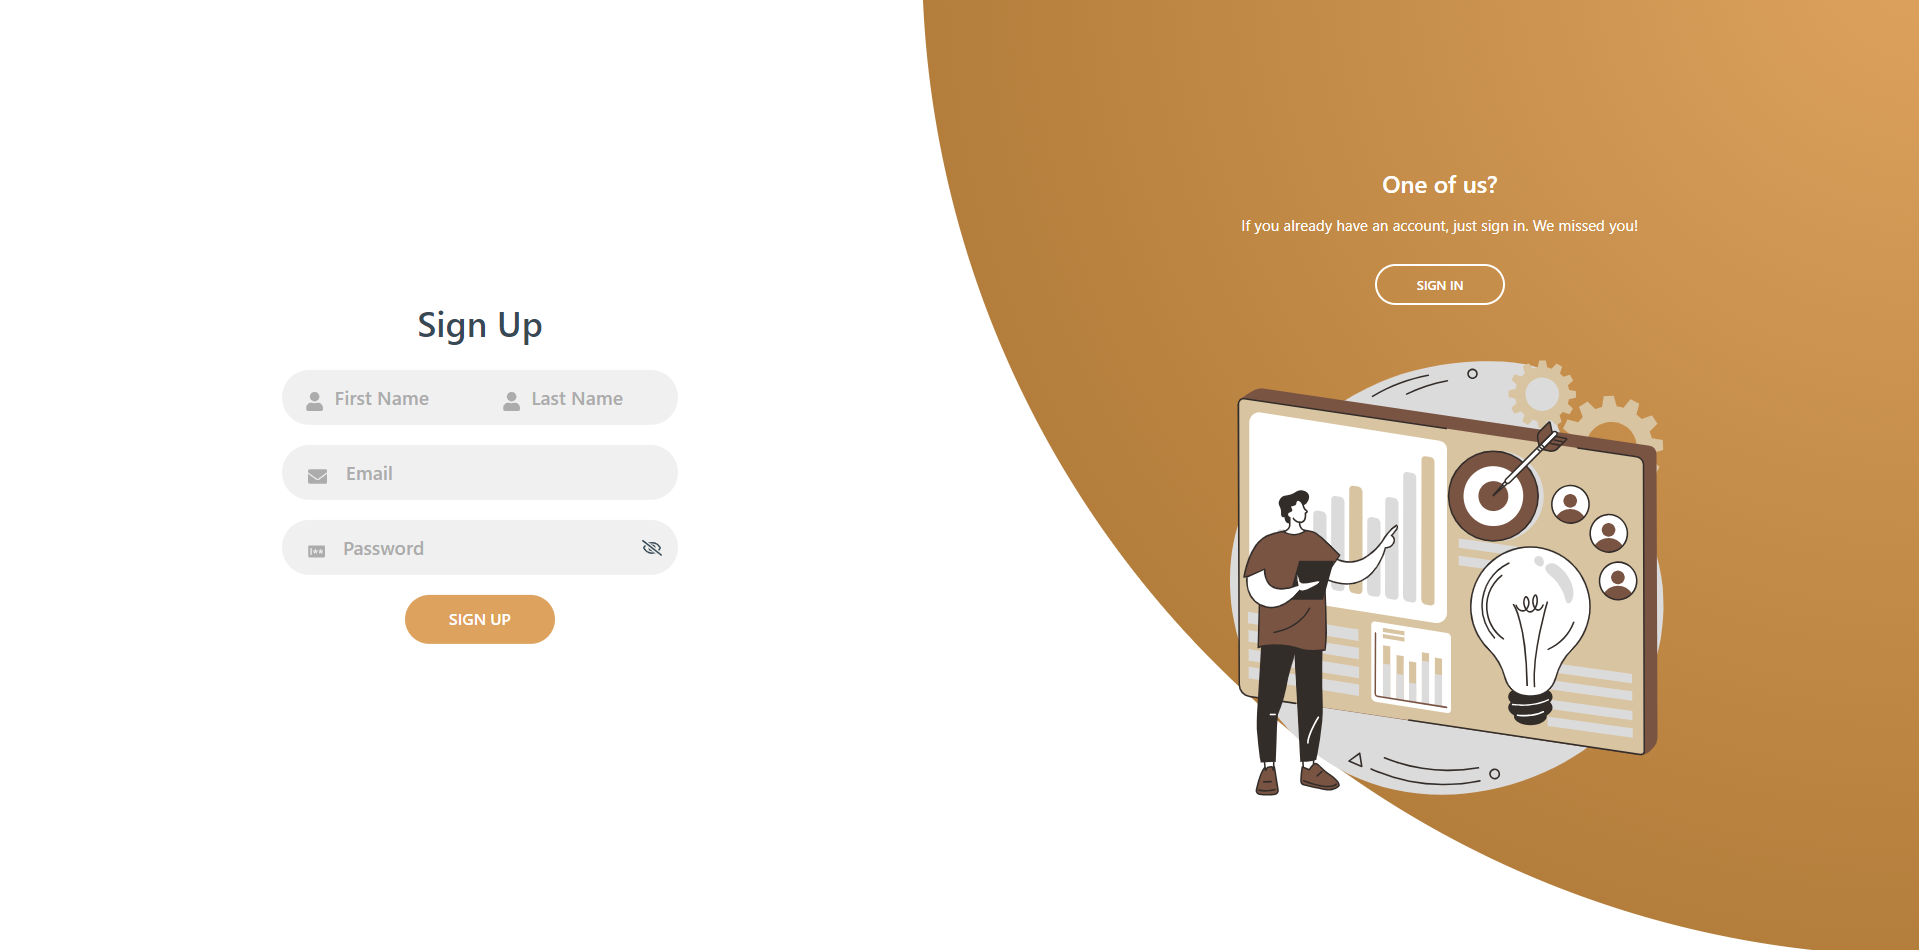 Sign Up
First Name
Last Name
Email
Password
SIGN UP
One of us?
If you already have an account, just sign in. We missed you!
SIGN IN